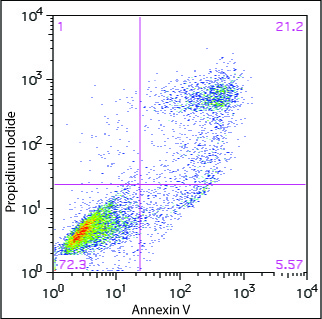 10⁴
1 21.2
10³
Propidium Iodide
10²
10¹
72.3 5.57
10⁰
10⁰ 10¹ 10² 10³ 10⁴
Annexin V